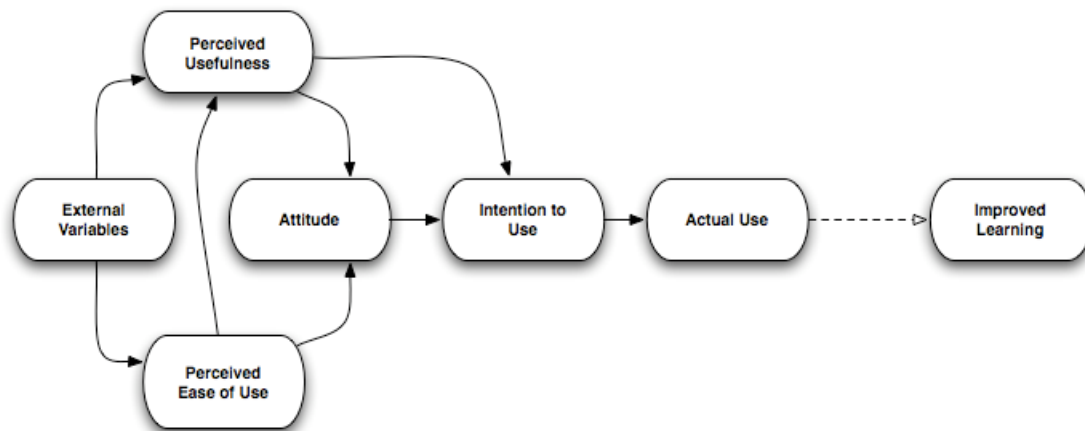 Perceived
Usefulness
External
Variables
Attitude
Intention to
Use
Actual Use
Improved
Learning
Perceived
Ease of Use